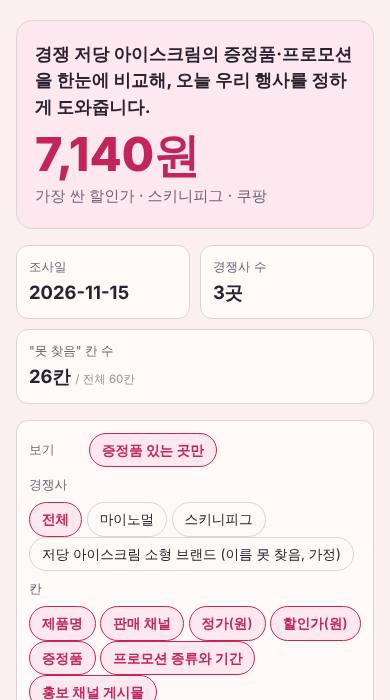 경쟁 저당 아이스크림의 증정품·프로모션
을 한눈에 비교해, 오늘 우리 행사를 정하
게 도와줍니다.
7,140원
가장 싼 할인가 · 스키니피그 · 쿠팡
조사일
2026-11-15
경쟁사 수
3곳
"못 찾음" 칸 수
26칸 / 전체 60칸
보기 증정품 있는 곳만
경쟁사
전체 마이노멀 스키니피그
저당 아이스크림 소형 브랜드 (이름 못 찾음, 가정)
칸
제품명 판매 채널 정가(원) 할인가(원)
증정품 프로모션 종류와 기간
홍보 채널 게시물